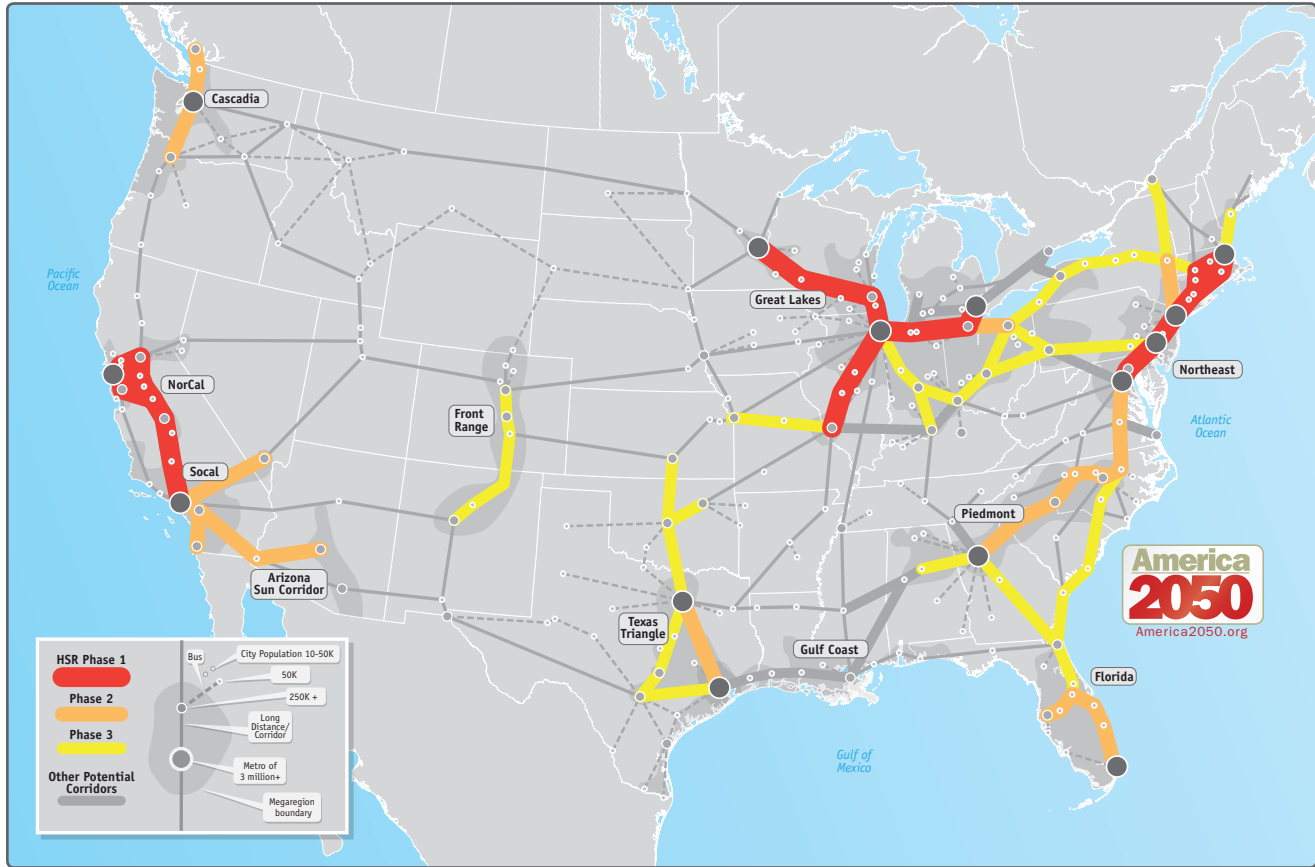 Cascadia
Pacific
Ocean
Great Lakes
NorCal
Front
Range
Northeast
Atlantic
Ocean
Socal
Arizona
Sun Corridor
Piedmont
Texas
Triangle
Gulf Coast
Florida
Gulf of
Mexico
America
2050
America2050.org
HSR Phase 1
Phase 2
Phase 3
Other Potential
Corridors
Bus
City Population 10-50K
50K
250K +
Long
Distance/
Corridor
Metro of
3 million+
Megaregion
boundary